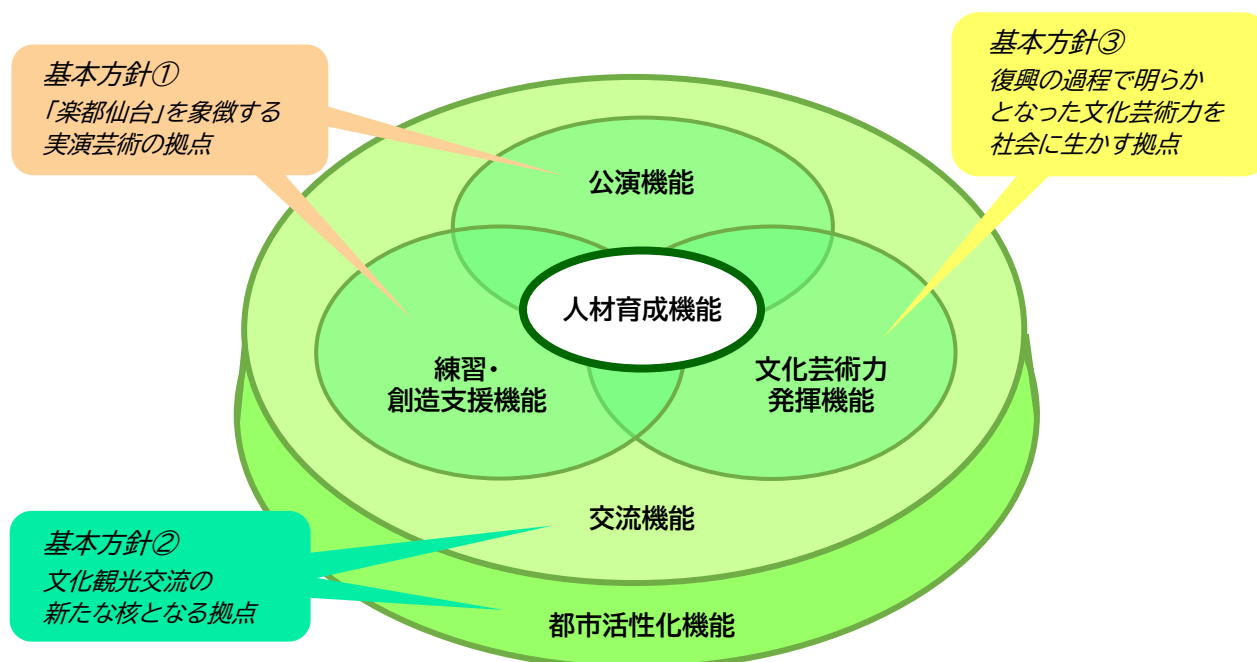 基本方針①
「楽都仙台」を象徴する
実演芸術の拠点
基本方針③
復興の過程で明らか
となった文化芸術力を
社会に生かす拠点
公演機能
人材育成機能
練習・
創造支援機能
文化芸術力
発揮機能
交流機能
基本方針②
文化観光交流の
新たな核となる拠点
都市活性化機能